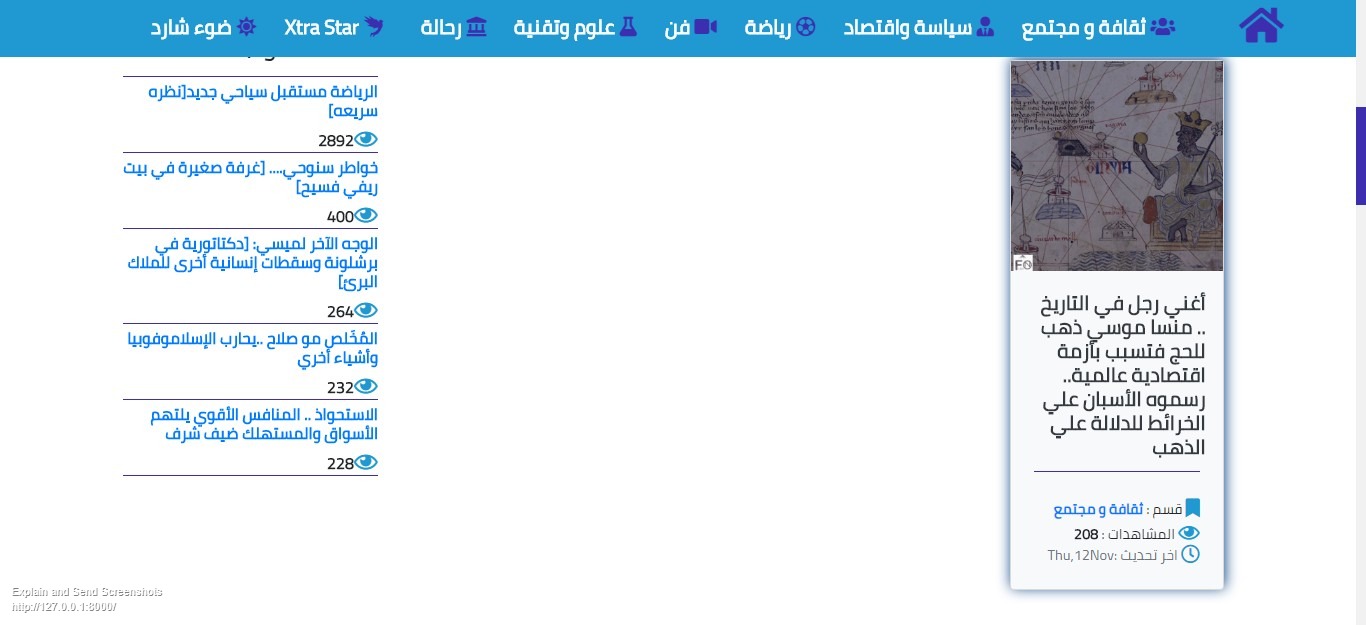 ثقافة و مجتمع
سياسة واقتصاد
رياضة
فن
علوم وتقنية
رحالة
Xtra Star
ضوء شارد
أغني رجل في التاريخ
.. منسا موسي ذهب
للحج فتسبب بأزمة
اقتصادية عالمية..
رسموه الأسبان علي
الخرائط للدلالة علي
الذهب
قسم : ثقافة و مجتمع
المشاهدات : 208
اخر تحديث :Thu,12Nov
الرياضة مستقبل سياحي جديد[نظره
سريعه]
2892
خواطر سنوحي.... [غرفة صغيرة في بيت
ريفي فسيح]
400
الوجه الآخر لميسي: [دكتاتورية في
برشلونة وسقطات إنسانية أخرى للملاك
البرئ]
264
المُخَلص مو صلاح ..يحارب الإسلاموفوبيا
وأشياء أخري
232
الاستحواذ .. المنافس الأقوي يلتهم
الأسواق والمستهلك ضيف شرف
228
Explain and Send Screenshots
http://127.0.0.1:8000/